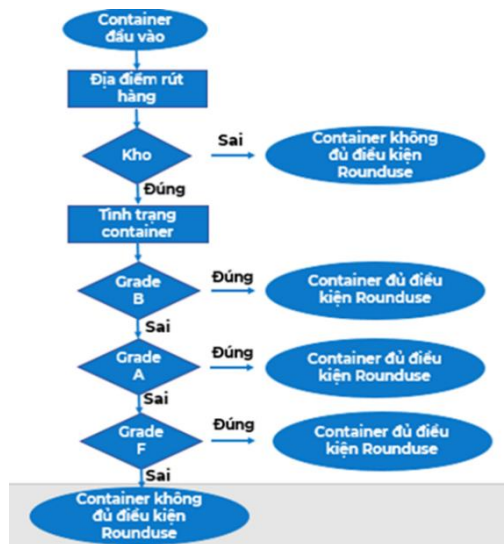 Container
đầu vào
Địa điểm rút
hàng
Kho
Sai
Container không
đủ điều kiện
Rounduse
Đúng
Tình trạng
container
Grade
B
Đúng
Container đủ điều
kiện Rounduse
Sai
Grade
A
Đúng
Container đủ điều
kiện Rounduse
Sai
Grade
F
Đúng
Container đủ điều
kiện Rounduse
Sai
Container không
đủ điều kiện
Rounduse